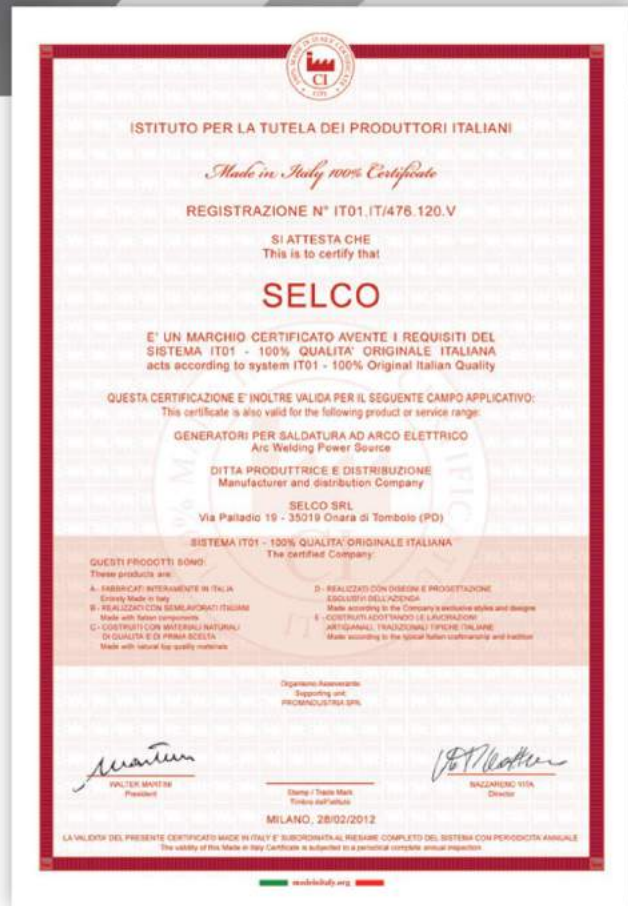 100% MADE IN ITALY CERTIFICATE
CI
ITPI
ISTITUTO PER LA TUTELA DEI PRODUTTORI ITALIANI
Made in Italy 100% Certificate
REGISTRAZIONE N° IT01.IT/476.120.V
SI ATTESTA CHE
This is to certify that
SELCO
E' UN MARCHIO CERTIFICATO AVENTE I REQUISITI DEL
SISTEMA IT01 - 100% QUALITA' ORIGINALE ITALIANA
acts according to system IT01 - 100% Original Italian Quality
QUESTA CERTIFICAZIONE E' INOLTRE VALIDA PER IL SEGUENTE CAMPO APPLICATIVO:
This certificate is also valid for the following product or service range:
GENERATORI PER SALDATURA AD ARCO ELETTRICO
Arc Welding Power Source
DITTA PRODUTTRICE E DISTRIBUZIONE
Manufacturer and distribution Company
SELCO SRL
Via Palladio 19 - 35019 Onara di Tombolo (PD)
SISTEMA IT01 - 100% QUALITA' ORIGINALE ITALIANA
The certified Company:
QUESTI PRODOTTI SONO:
These products are:
A - FABBRICATI INTERAMENTE IN ITALIA
Entirely Made in Italy
B - REALIZZATI CON SEMILAVORATI ITALIANI
Made with Italian components
C - COSTRUITI CON MATERIALI NATURALI
DI QUALITA E DI PRIMA SCELTA
Made with natural top quality materials
D - REALIZZATI CON DISEGNI E PROGETTAZIONE
ESCLUSIVI DELL'AZIENDA
Made according to the Company's exclusive styles and designs
E - COSTRUITI ADOTTANDO LE LAVORAZIONI
ARTIGIANALI, TRADIZIONALI TIPICHE ITALIANE
Made according to the typical Italian craftsmanship and tradition
Organismo Asseverante
Supporting unit
PROMINDUSTRIA SPA
WALTER MARTINI
President
Stamp / Trade Mark
Timbro dell'Istituto
NAZZARENO VITA
Director
MILANO, 28/02/2012
LA VALIDITA' DEL PRESENTE CERTIFICATO MADE IN ITALY E' SUBORDINATA AL RIESAME COMPLETO DEL SISTEMA CON PERIODICITA ANNUALE
The validity of this Made in Italy Certificate is subjected to a periodical complete annual inspection
madeinitaly.org